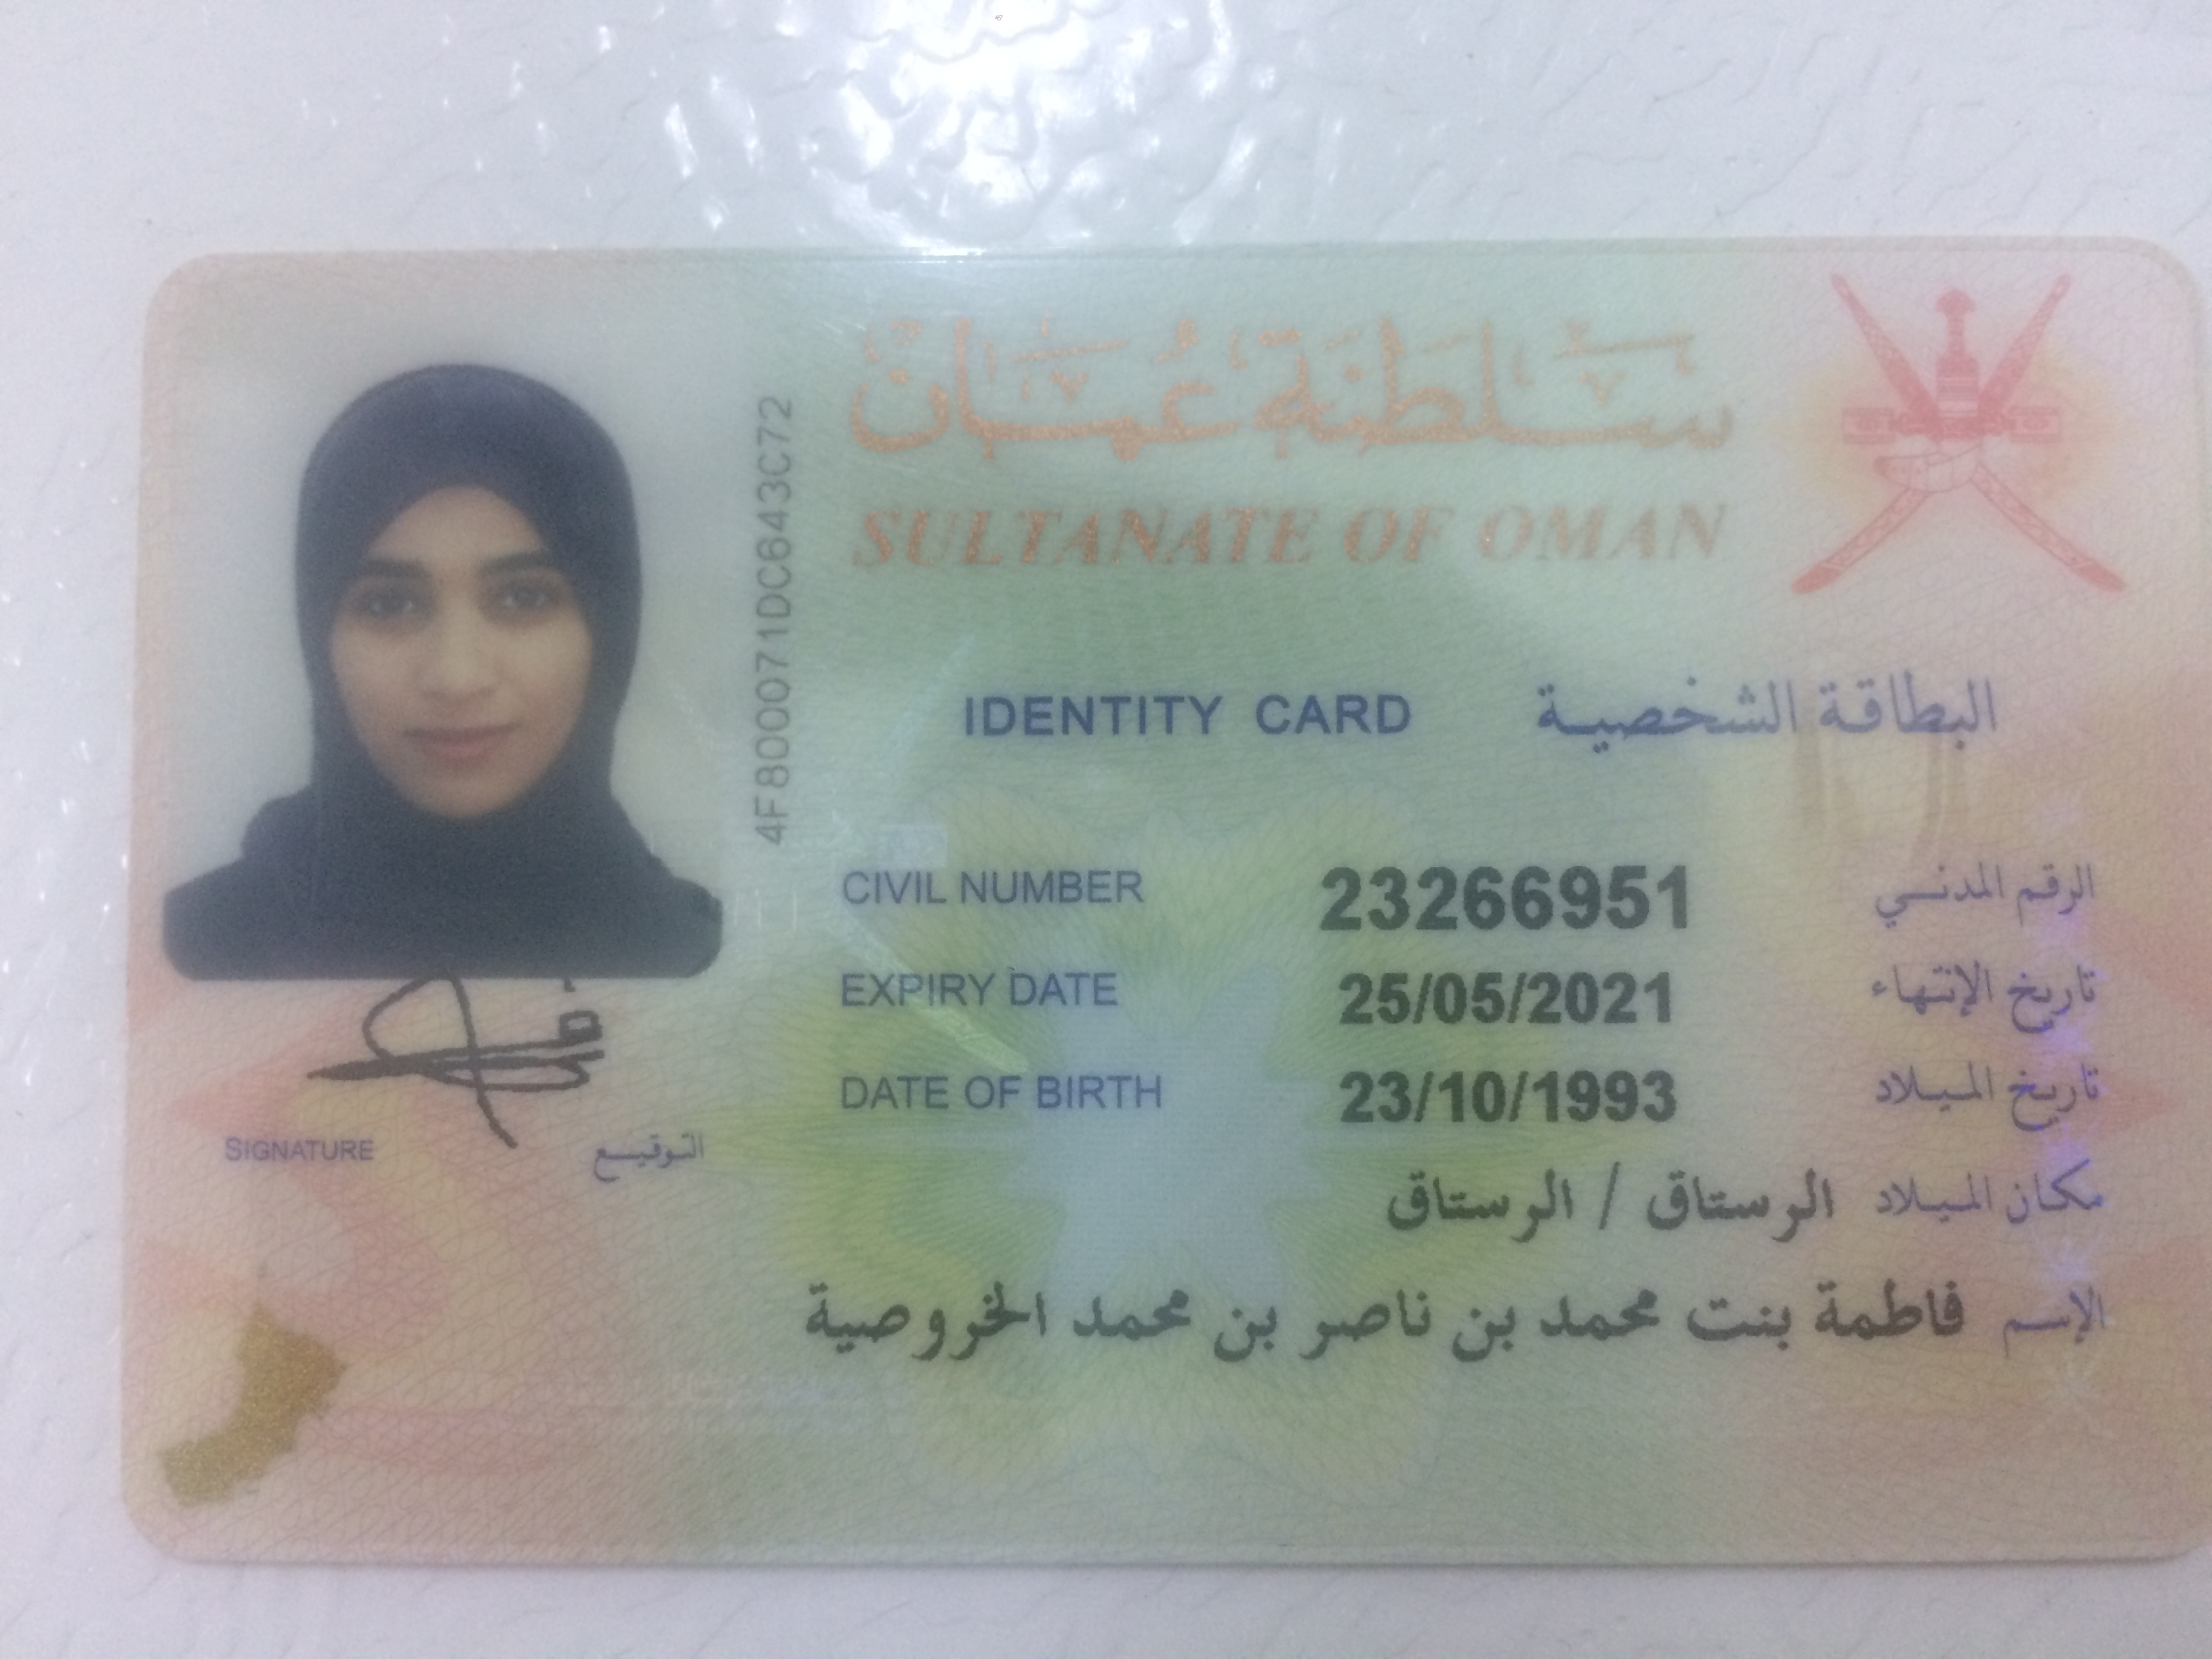 سلطنة عُمان
SULTANATE OF OMAN
IDENTITY CARD البطاقة الشخصية
4F800071DC643C72
CIVIL NUMBER 23266951 الرقم المدني
EXPIRY DATE 25/05/2021 تاريخ الإنتهاء
DATE OF BIRTH 23/10/1993 تاريخ الميلاد
مكان الميلاد الرستاق / الرستاق
الإسم فاطمة بنت محمد بن ناصر بن محمد الخروصية
SIGNATURE التوقيع